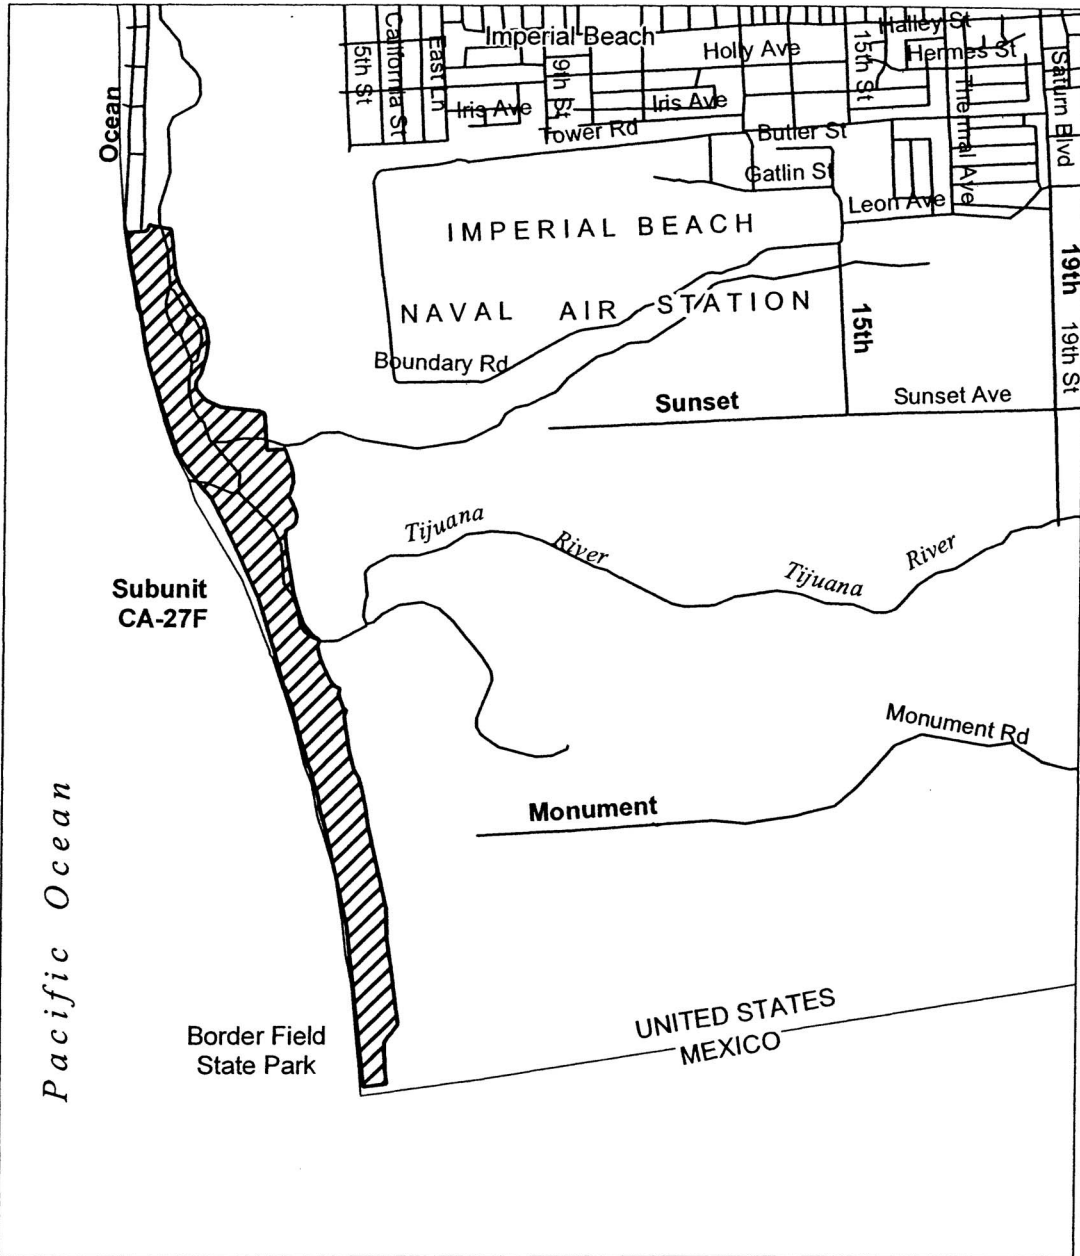 Imperial Beach
Halley St
Holly Ave
Hermes St
5th St
California St
East Ln
9th St
15th St
Thermal Ave
Saturn Blvd
Ocean
Iris Ave
Iris Ave
Tower Rd
Butler St
Gatlin St
Leon Ave
IMPERIAL BEACH
NAVAL AIR STATION
19th
19th St
15th
Boundary Rd
Sunset
Sunset Ave
Tijuana
River
Tijuana
River
Subunit
CA-27F
Monument Rd
Monument
Pacific Ocean
UNITED STATES
MEXICO
Border Field
State Park